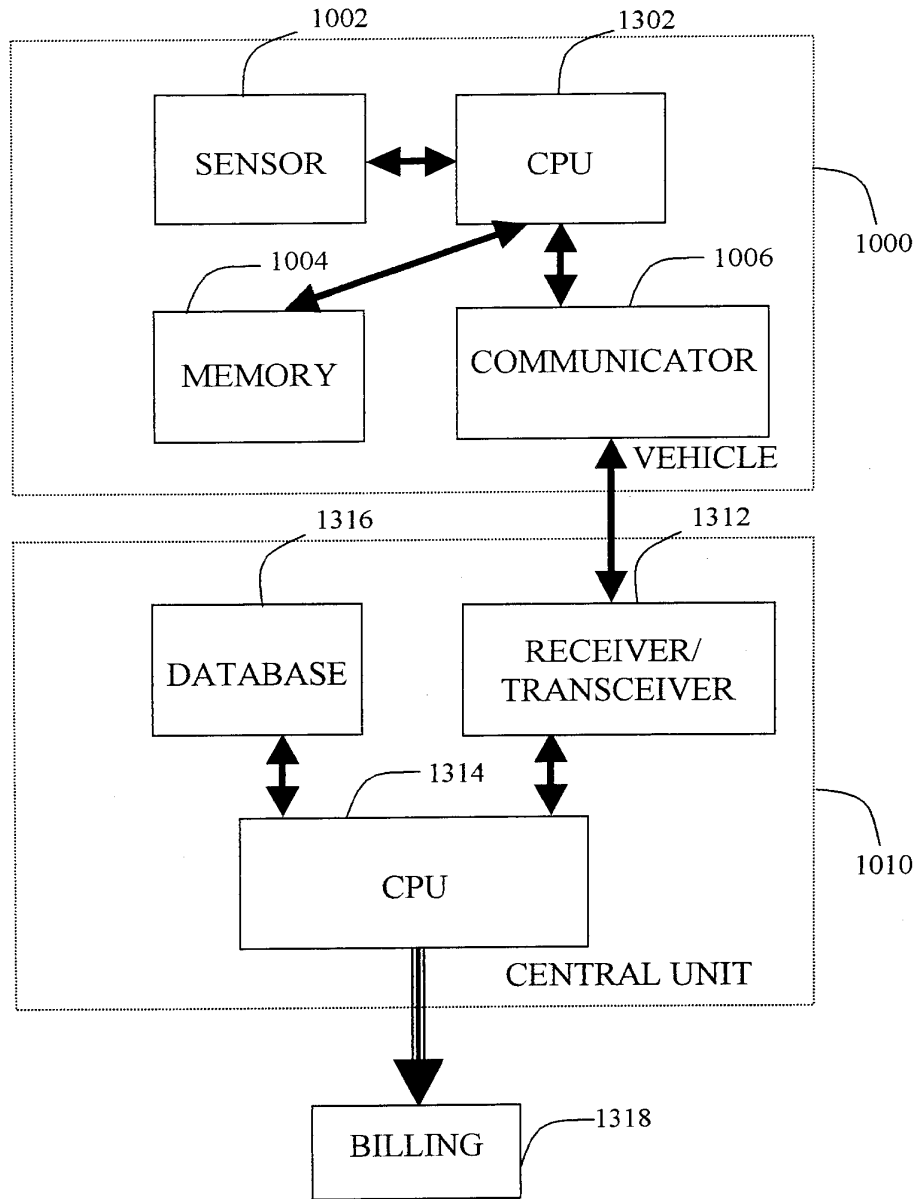 1002
1302
SENSOR
CPU
1000
1004
1006
MEMORY
COMMUNICATOR
VEHICLE
1316
1312
DATABASE
RECEIVER/
TRANSCEIVER
1314
1010
CPU
CENTRAL UNIT
BILLING
1318